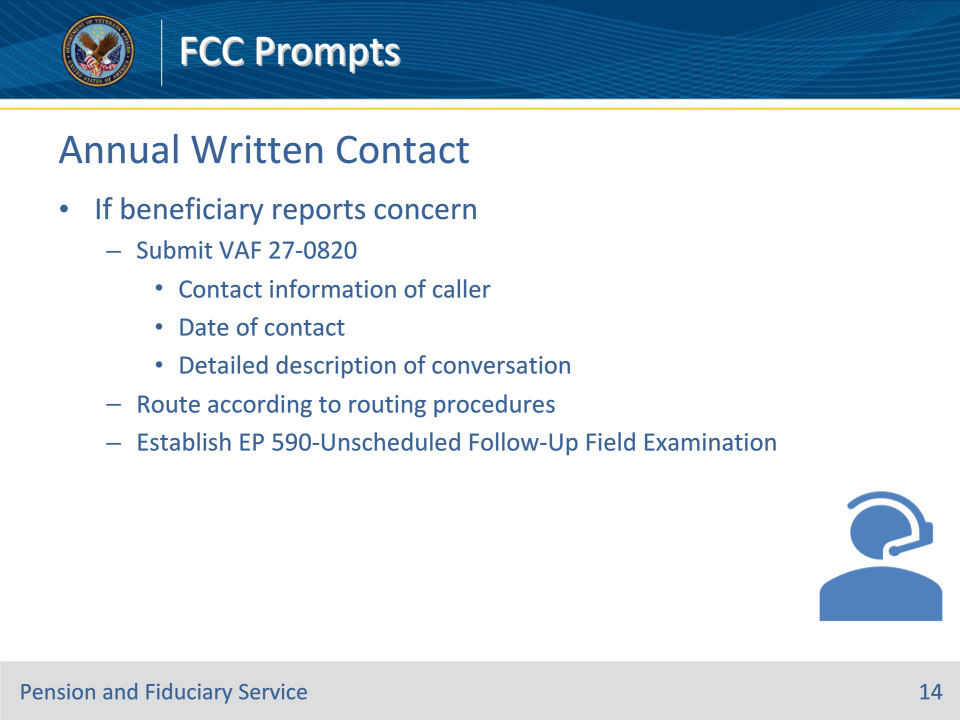 FCC Prompts
Annual Written Contact
• If beneficiary reports concern
– Submit VAF 27-0820
• Contact information of caller
• Date of contact
• Detailed description of conversation
– Route according to routing procedures
– Establish EP 590-Unscheduled Follow-Up Field Examination
Pension and Fiduciary Service
14